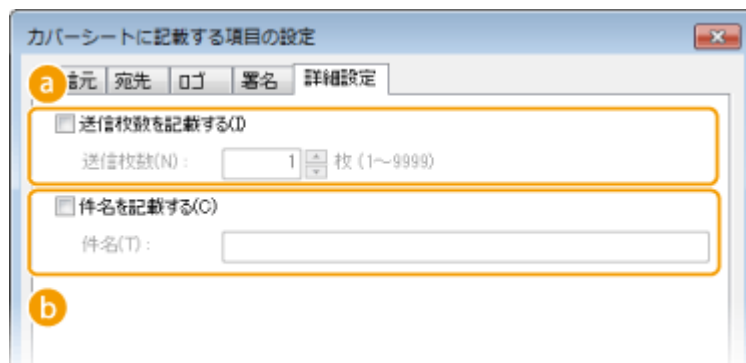 カバーシートに記載する項目の設定
a 信元 宛先 ロゴ 署名 詳細設定
送信枚数を記載する(I)
送信枚数(N): 1 枚 (1~9999)
件名を記載する(C)
件名(T):
b